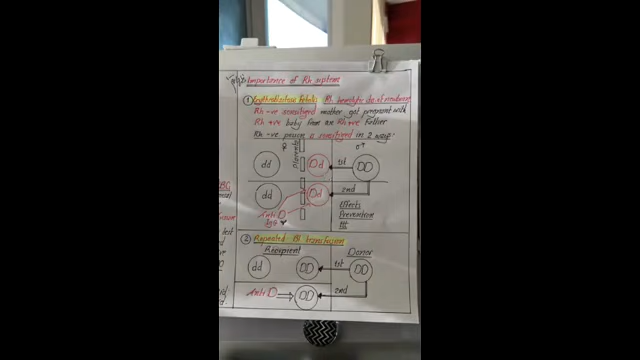 Importance of Rh system
① Erythroblastosis fetalis Rh hemolytic dis of newborn
Rh -ve sensitized mother got pregnant with
Rh +ve baby from an Rh +ve Father
Rh -ve person is sensitized in 2 ways:
♀
Placenta
♂
dd
Dd
1st
DD
dd
Dd
2nd
Anti D
IgG
Effects
Prevention
ttt
② Repeated Bl transfusion
Recipient
Donor
dd
DD
1st
DD
Anti D
DD
2nd